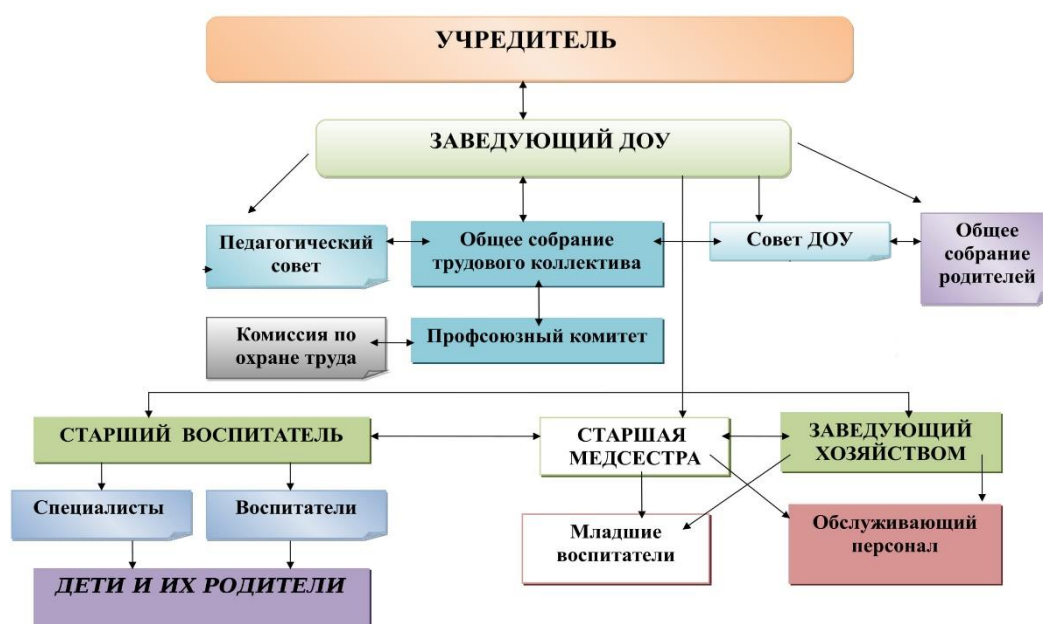 УЧРЕДИТЕЛЬ
ЗАВЕДУЮЩИЙ ДОУ
Педагогический
совет
Общее собрание
трудового коллектива
Совет ДОУ
Общее
собрание
родителей
Комиссия по
охране труда
Профсоюзный комитет
СТАРШИЙ ВОСПИТАТЕЛЬ
СТАРШАЯ
МЕДСЕСТРА
ЗАВЕДУЮЩИЙ
ХОЗЯЙСТВОМ
Специалисты
Воспитатели
Младшие
воспитатели
Обслуживающий
персонал
ДЕТИ И ИХ РОДИТЕЛИ